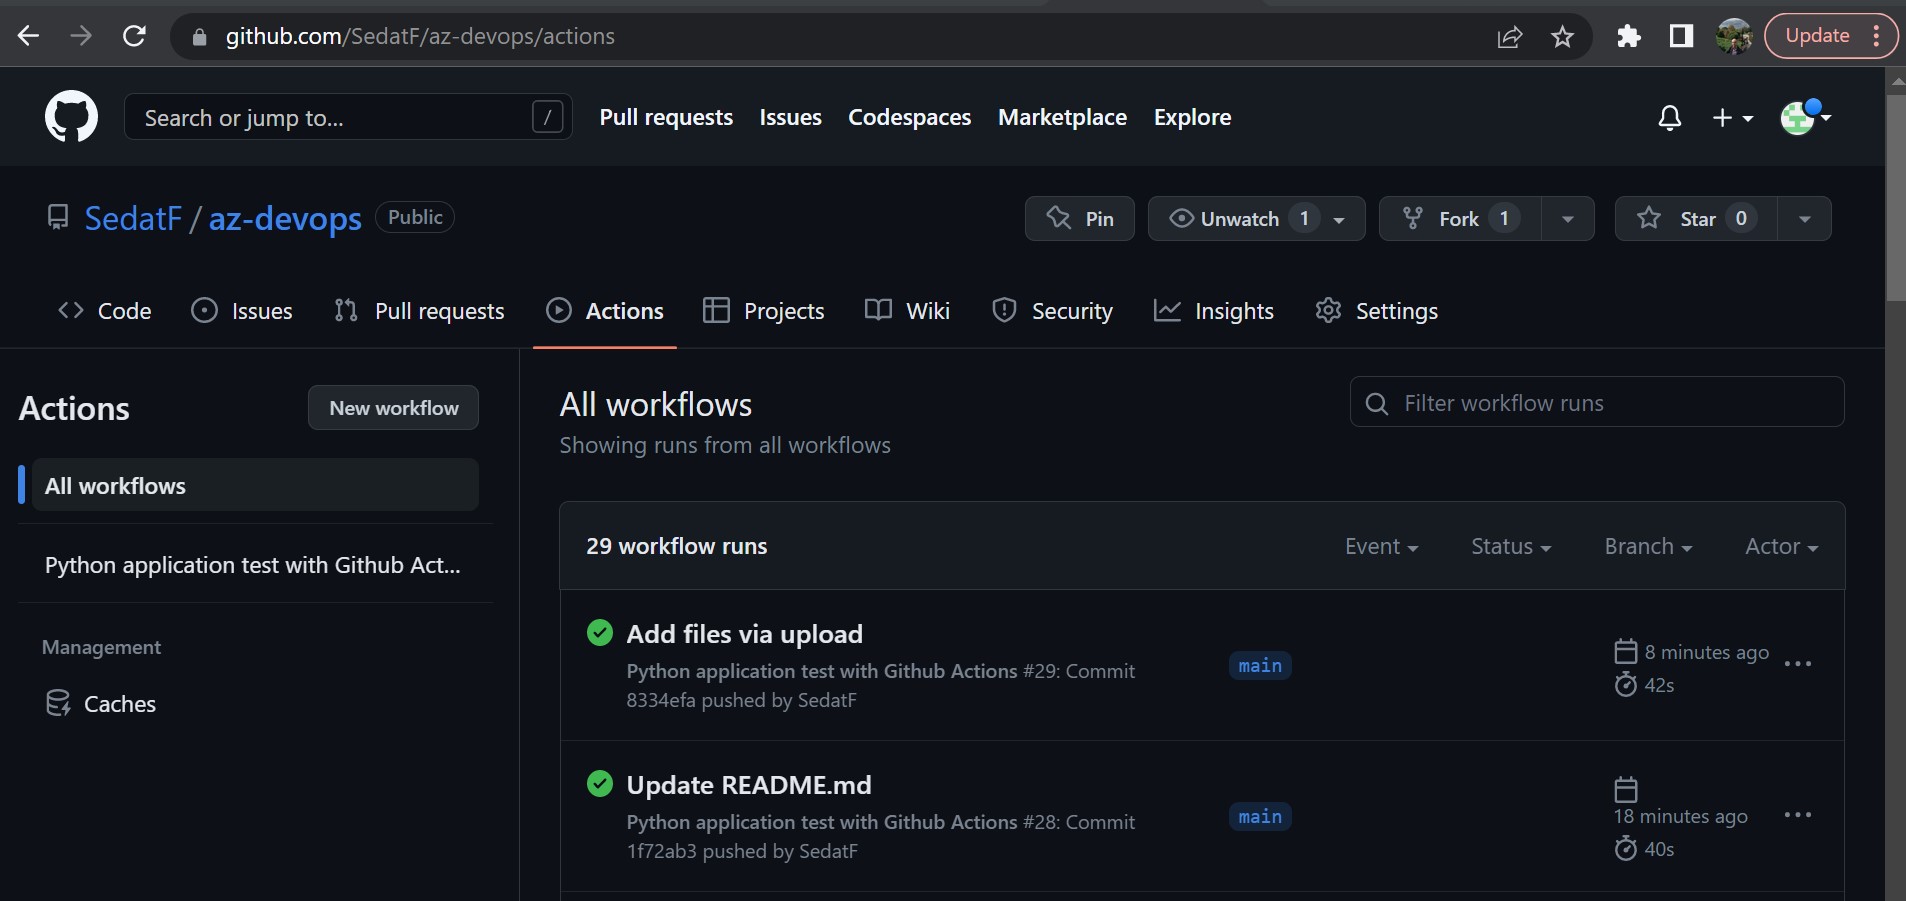 github.com/SedatF/az-devops/actions
Update
Search or jump to...
/
Pull requests
Issues
Codespaces
Marketplace
Explore
SedatF / az-devops
Public
Pin
Unwatch 1
Fork 1
Star 0
Code
Issues
Pull requests
Actions
Projects
Wiki
Security
Insights
Settings
Actions
New workflow
All workflows
Python application test with Github Act...
Management
Caches
All workflows
Showing runs from all workflows
Filter workflow runs
29 workflow runs
Event
Status
Branch
Actor
Add files via upload
Python application test with Github Actions #29: Commit
8334efa pushed by SedatF
main
8 minutes ago
42s
Update README.md
Python application test with Github Actions #28: Commit
1f72ab3 pushed by SedatF
main
18 minutes ago
40s